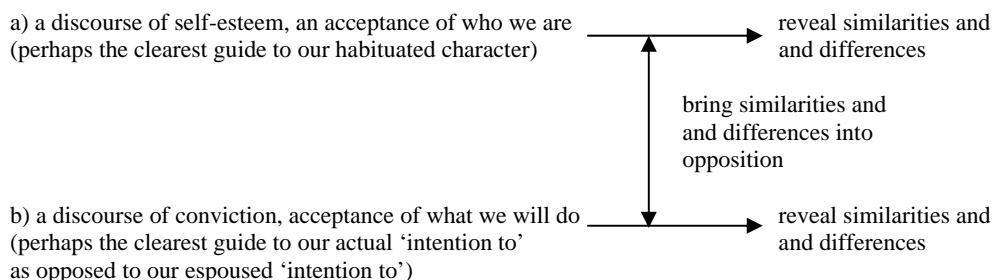 a) a discourse of self-esteem, an acceptance of who we are
(perhaps the clearest guide to our habituated character)
reveal similarities and
and differences
bring similarities and
and differences into
opposition
b) a discourse of conviction, acceptance of what we will do
(perhaps the clearest guide to our actual ‘intention to’
as opposed to our espoused ‘intention to’)
reveal similarities and
and differences